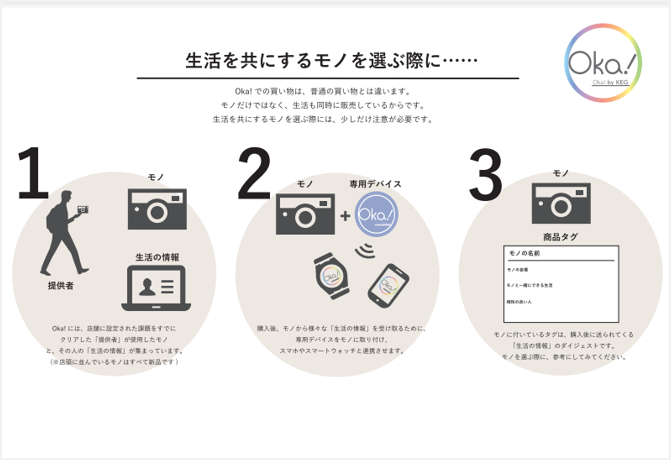 生活を共にするモノを選ぶ際に……
Oka!
Oka! by KEG
Oka! での買い物は、普通の買い物とは違います。
モノだけではなく、生活も同時に販売しているからです。
生活を共にするモノを選ぶ際には、少しだけ注意が必要です。
1
モノ
提供者
生活の情報
Oka! には、店舗に設定された課題をすでに
クリアした「提供者」が使用したモノ
と、その人の「生活の情報」が集まっています。
（※店頭に並んでいるモノはすべて新品です）
2
モノ
+
専用デバイス
Oka!
購入後、モノから様々な「生活の情報」を受け取るために、
専用デバイスをモノに取り付け、
スマホやスマートウォッチと連携させます。
3
モノ
商品タグ
モノの名前
モノの由着
モノと一緒にできる生活
相性の良い人
モノに付いているタグは、購入後に送られてくる
「生活の情報」のダイジェストです。
モノを選ぶ際に、参考にしてみてください。